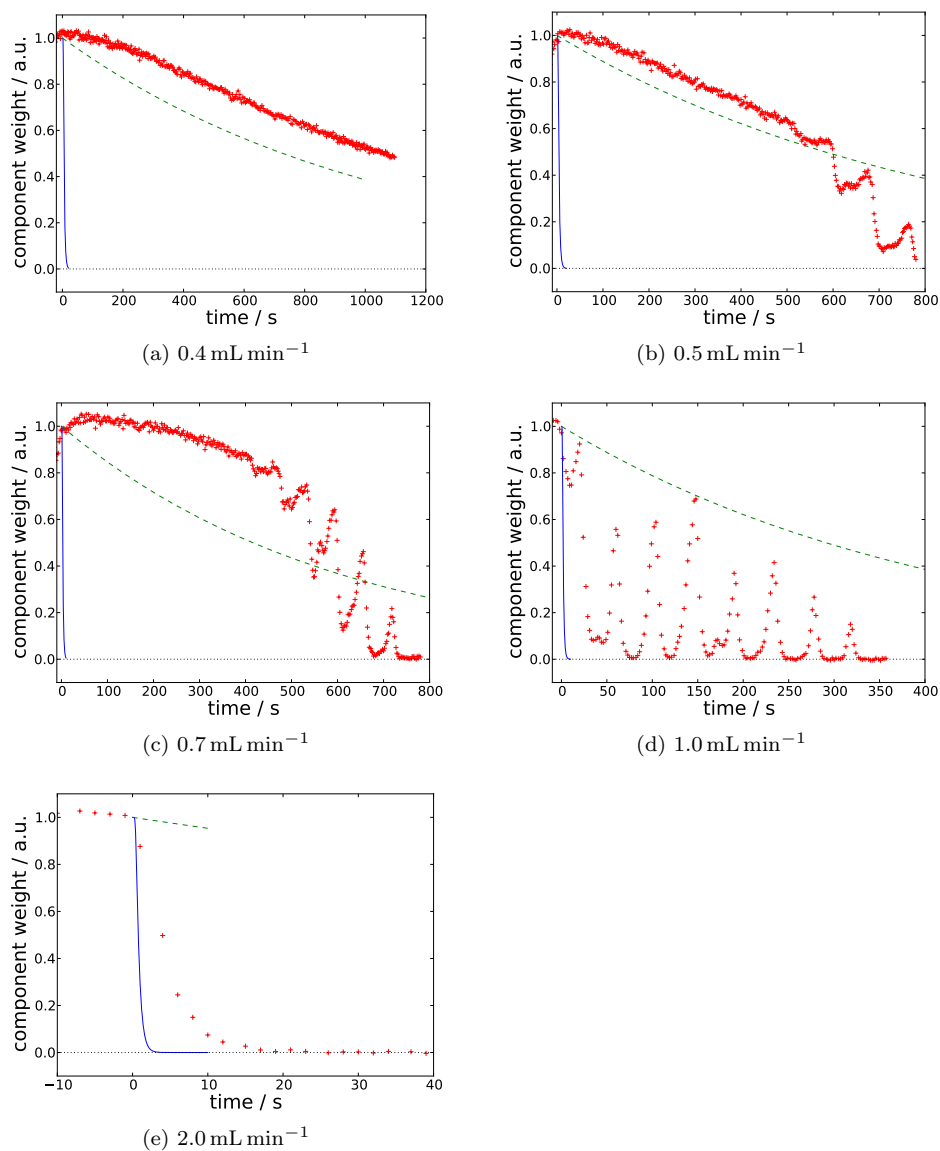 component weight / a.u.
1.0
0.8
0.6
0.4
0.2
0.0
0 200 400 600 800 1000 1200
time / s
(a) 0.4 mL min⁻¹
component weight / a.u.
1.0
0.8
0.6
0.4
0.2
0.0
0 100 200 300 400 500 600 700 800
time / s
(b) 0.5 mL min⁻¹
component weight / a.u.
1.0
0.8
0.6
0.4
0.2
0.0
0 100 200 300 400 500 600 700 800
time / s
(c) 0.7 mL min⁻¹
component weight / a.u.
1.0
0.8
0.6
0.4
0.2
0.0
0 50 100 150 200 250 300 350 400
time / s
(d) 1.0 mL min⁻¹
component weight / a.u.
1.0
0.8
0.6
0.4
0.2
0.0
−10 0 10 20 30 40
time / s
(e) 2.0 mL min⁻¹